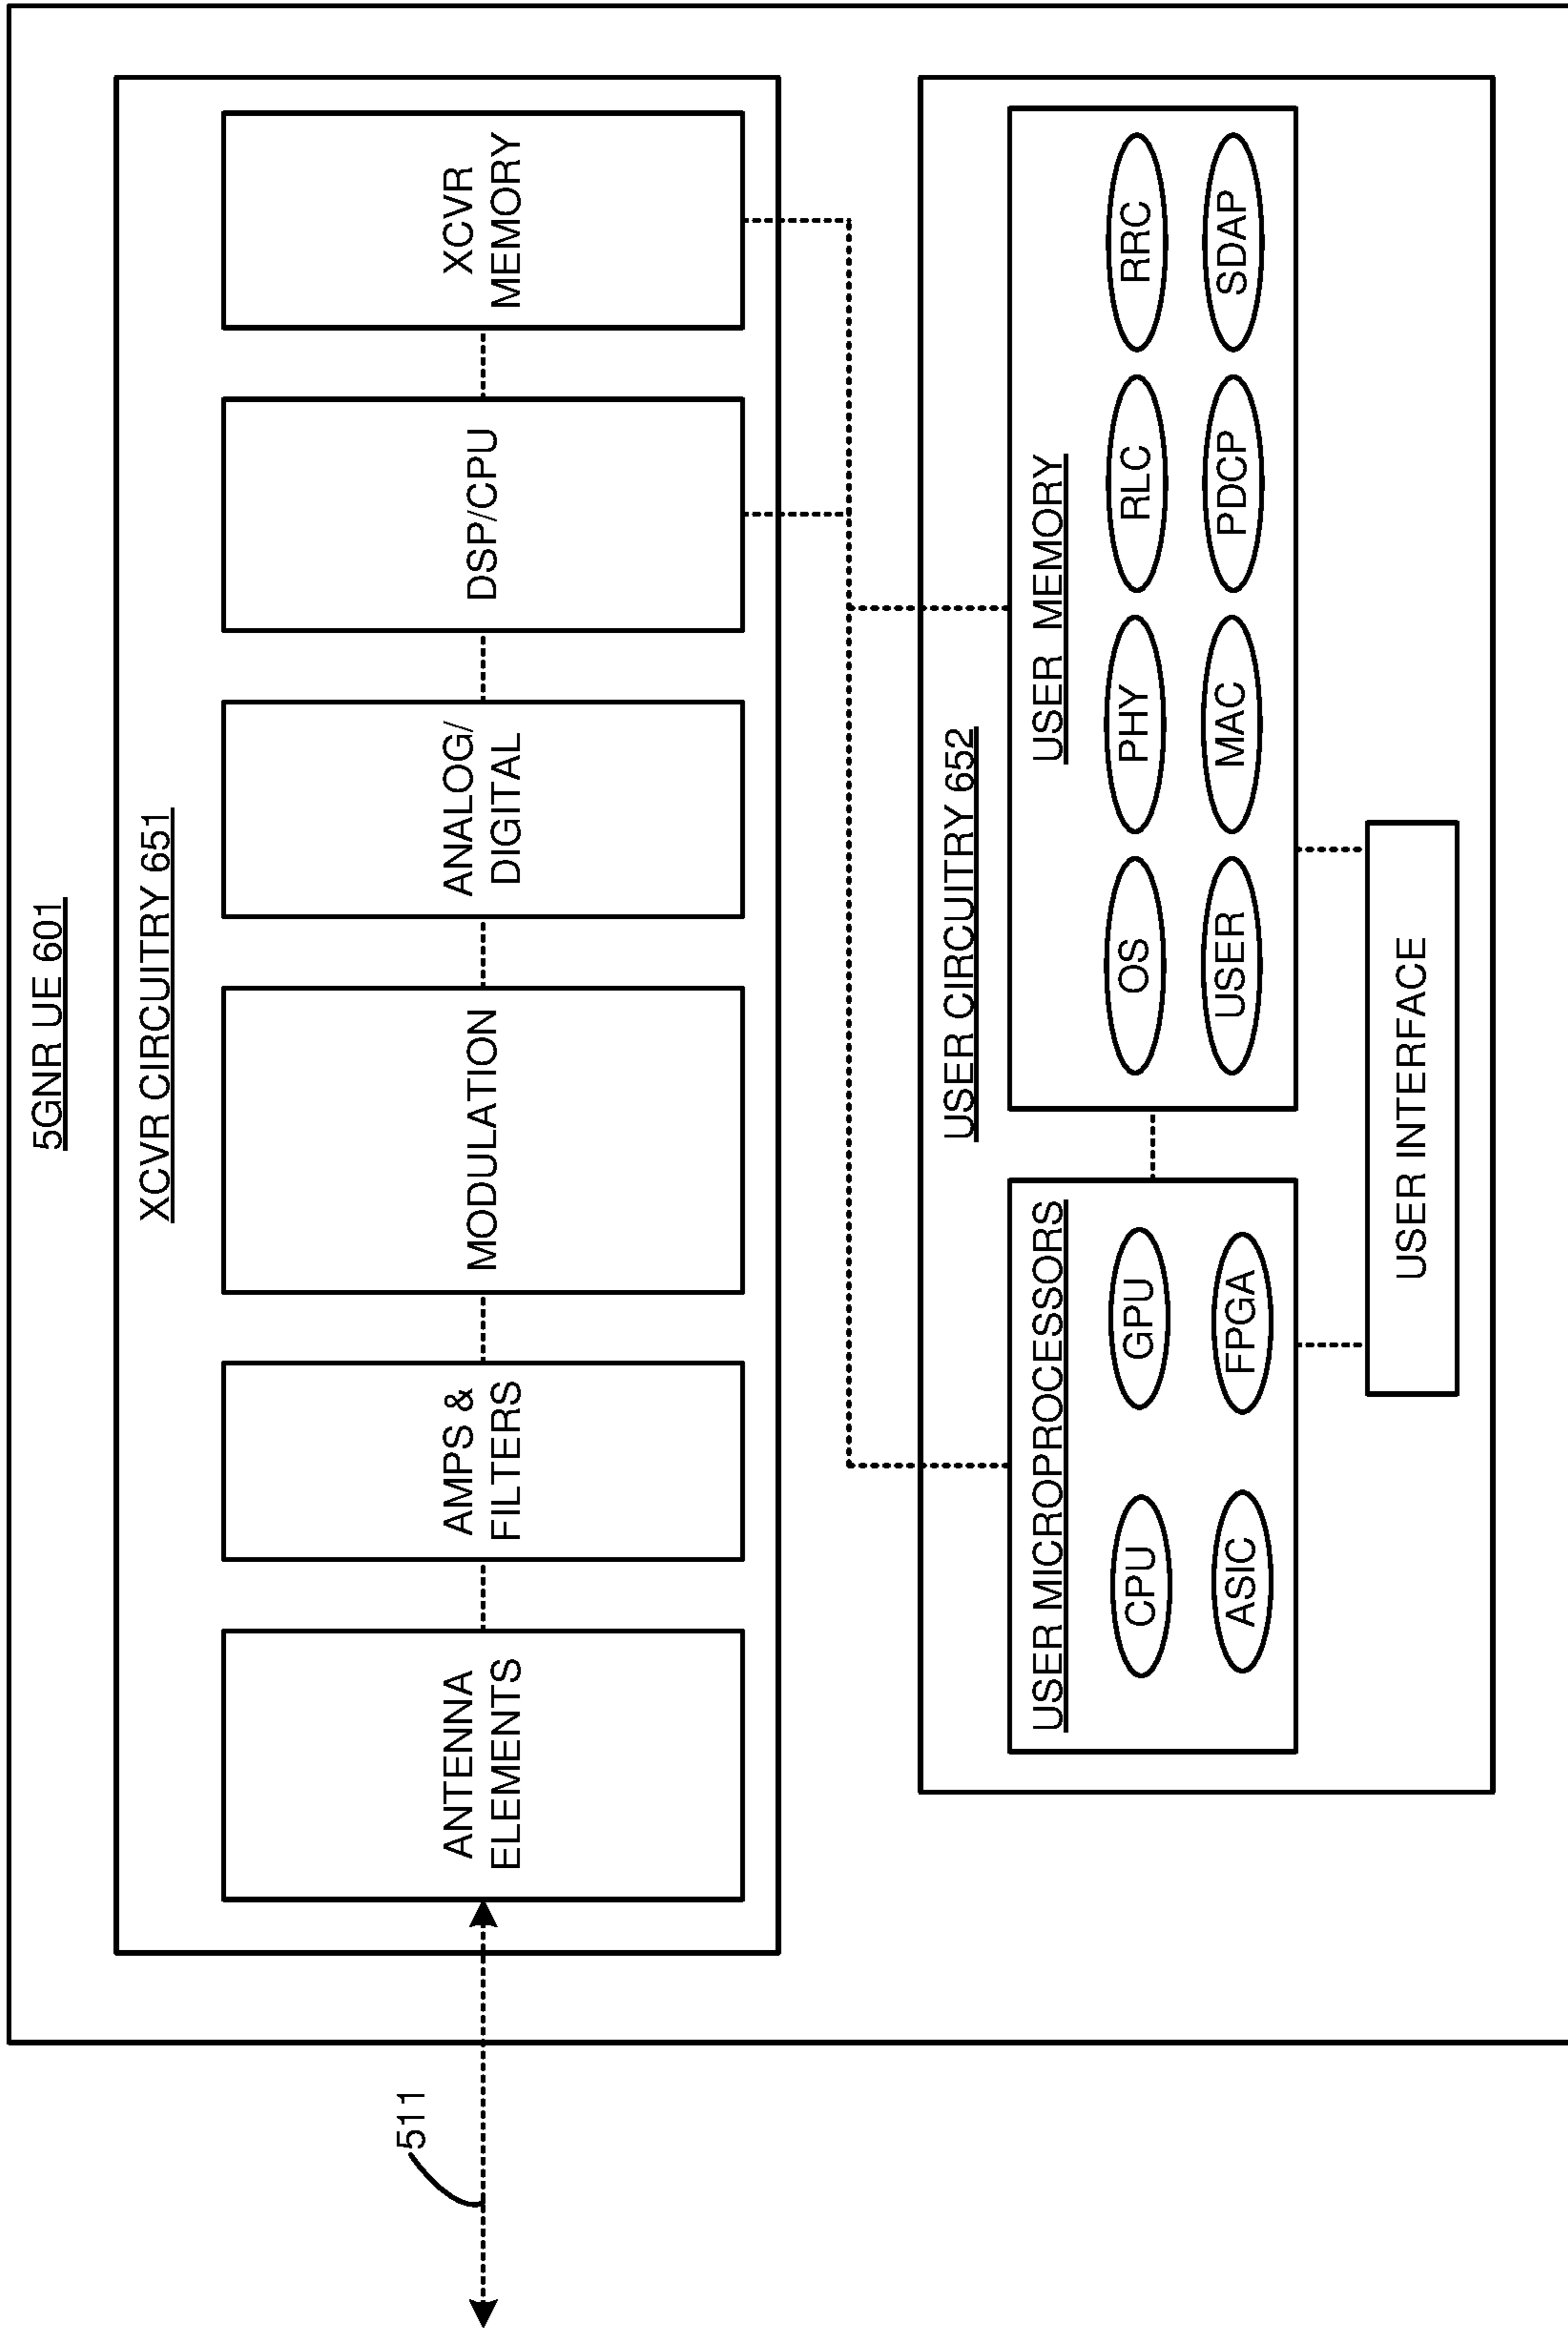 5GNR UE 601
XCVR CIRCUITRY 651
511
ANTENNA
ELEMENTS
AMPS &
FILTERS
MODULATION
ANALOG/
DIGITAL
DSP/CPU
XCVR
MEMORY
USER CIRCUITRY 652
USER MICROPROCESSORS
CPU
GPU
ASIC
FPGA
USER MEMORY
OS
PHY
RLC
RRC
USER
MAC
PDCP
SDAP
USER INTERFACE